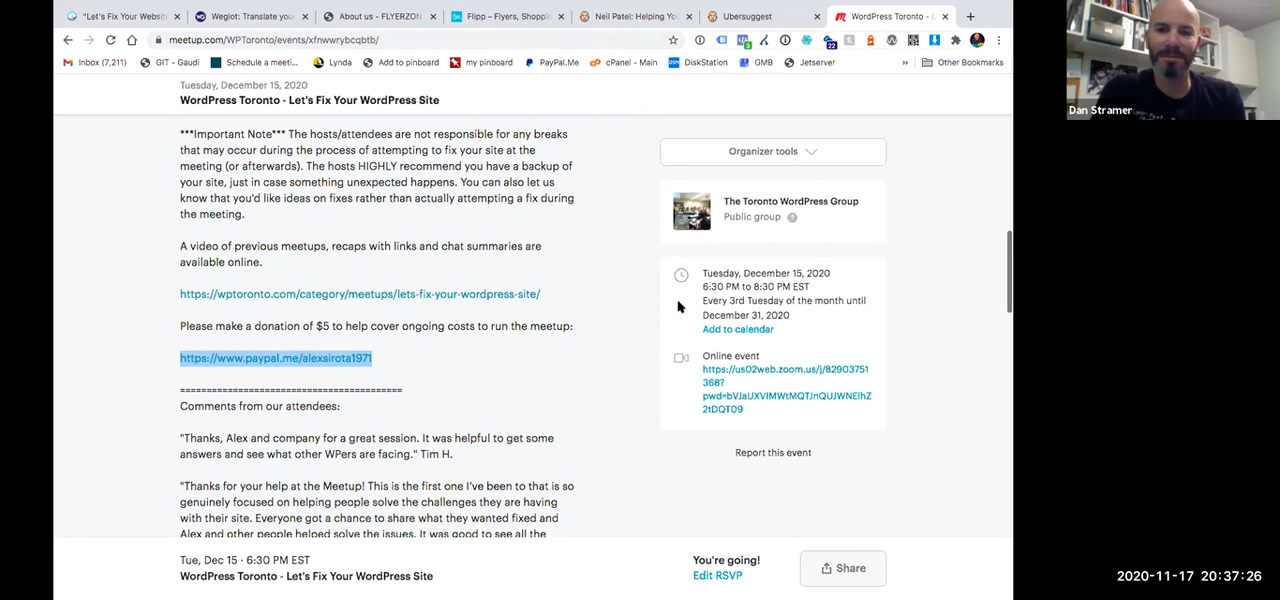 "Let's Fix Your Websit
Weglot: Translate your
About us - FLYERZON
Flipp – Flyers, Shoppin
Neil Patel: Helping Yo
Ubersuggest
WordPress Toronto - L
meetup.com/WPToronto/events/xfnwwrybcqbtb/
3
22
Inbox (7,211)
GIT - Gaudi
Schedule a meeti...
Lynda
Add to pinboard
my pinboard
PayPal.Me
cPanel - Main
DiskStation
GMB
Jetserver
»
Other Bookmarks
Tuesday, December 15, 2020
WordPress Toronto - Let's Fix Your WordPress Site
***Important Note*** The hosts/attendees are not responsible for any breaks
that may occur during the process of attempting to fix your site at the
meeting (or afterwards). The hosts HIGHLY recommend you have a backup of
your site, just in case something unexpected happens. You can also let us
know that you'd like ideas on fixes rather than actually attempting a fix during
the meeting.
A video of previous meetups, recaps with links and chat summaries are
available online.
https://wptoronto.com/category/meetups/lets-fix-your-wordpress-site/
Please make a donation of $5 to help cover ongoing costs to run the meetup:
https://www.paypal.me/alexsirota1971
========================================
Comments from our attendees:
"Thanks, Alex and company for a great session. It was helpful to get some
answers and see what other WPers are facing." Tim H.
"Thanks for your help at the Meetup! This is the first one I've been to that is so
genuinely focused on helping people solve the challenges they are having
with their site. Everyone got a chance to share what they wanted fixed and
Alex and other people helped solve the issues. It was good to see all the
Organizer tools
The Toronto WordPress Group
Public group ?
Tuesday, December 15, 2020
6:30 PM to 8:30 PM EST
Every 3rd Tuesday of the month until
December 31, 2020
Add to calendar
Online event
https://us02web.zoom.us/j/82903751
368?
pwd=bVJaUXVIMWtMQTJnQUJWNElhZ
2tDQT09
Report this event
Tue, Dec 15 · 6:30 PM EST
WordPress Toronto - Let's Fix Your WordPress Site
You're going!
Edit RSVP
Share
Dan Stramer
2020-11-17 20:37:26